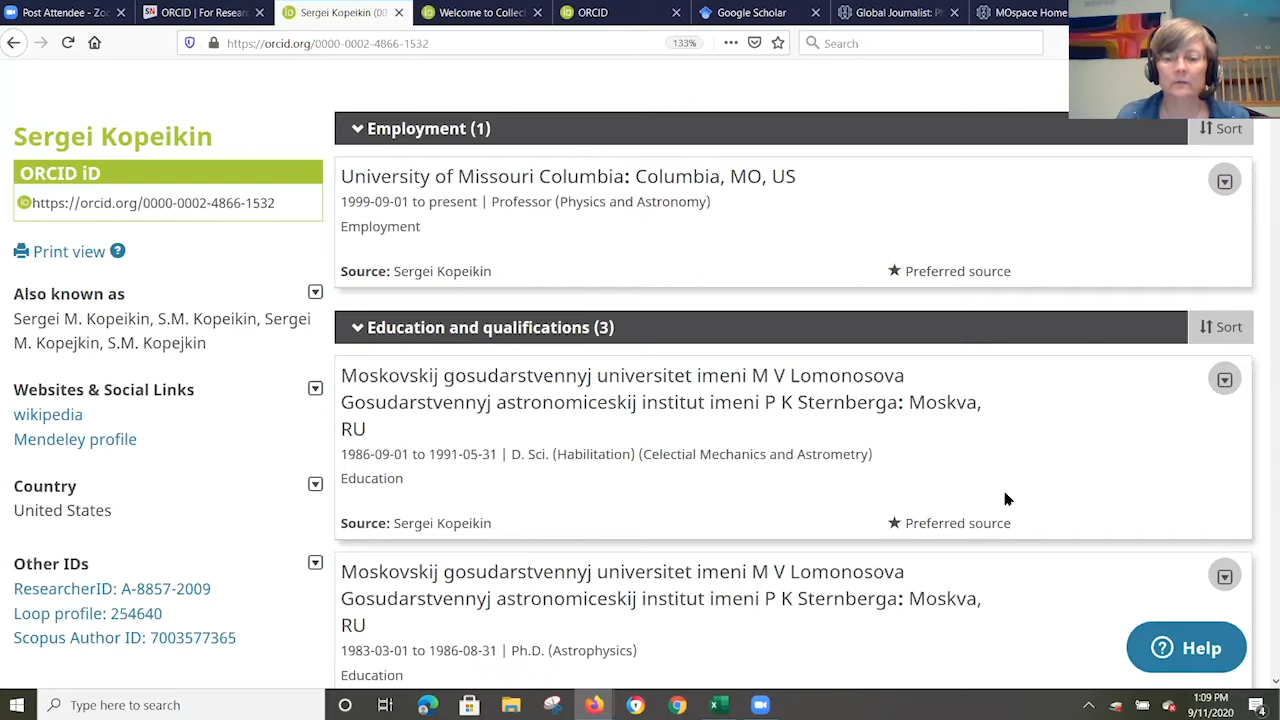 Post Attendee - Zoo
ORCID | For Resear
Sergei Kopeikin (00
Welcome to Collec
ORCID
Google Scholar
Global Journalist: Ph
MOspace Home
https://orcid.org/0000-0002-4866-1532
133%
Search
Sergei Kopeikin
ORCID iD
https://orcid.org/0000-0002-4866-1532
Print view
Also known as
Sergei M. Kopeikin, S.M. Kopeikin, Sergei
M. Kopejkin, S.M. Kopejkin
Websites & Social Links
wikipedia
Mendeley profile
Country
United States
Other IDs
ResearcherID: A-8857-2009
Loop profile: 254640
Scopus Author ID: 7003577365
Employment (1)
Sort
University of Missouri Columbia: Columbia, MO, US
1999-09-01 to present | Professor (Physics and Astronomy)
Employment
Source: Sergei Kopeikin
Preferred source
Education and qualifications (3)
Sort
Moskovskij gosudarstvennyj universitet imeni M V Lomonosova
Gosudarstvennyj astronomiceskij institut imeni P K Sternberga: Moskva,
RU
1986-09-01 to 1991-05-31 | D. Sci. (Habilitation) (Celectial Mechanics and Astrometry)
Education
Source: Sergei Kopeikin
Preferred source
Moskovskij gosudarstvennyj universitet imeni M V Lomonosova
Gosudarstvennyj astronomiceskij institut imeni P K Sternberga: Moskva,
RU
1983-03-01 to 1986-08-31 | Ph.D. (Astrophysics)
Education
Help
Type here to search
1:09 PM
9/11/2020
4